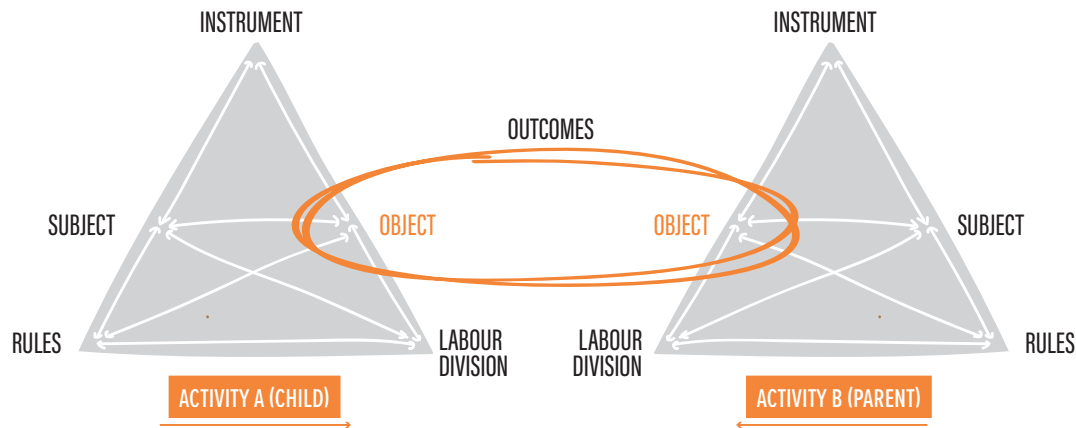 INSTRUMENT
INSTRUMENT
OUTCOMES
SUBJECT
OBJECT
OBJECT
SUBJECT
RULES
LABOUR
DIVISION
LABOUR
DIVISION
RULES
ACTIVITY A (CHILD)
ACTIVITY B (PARENT)